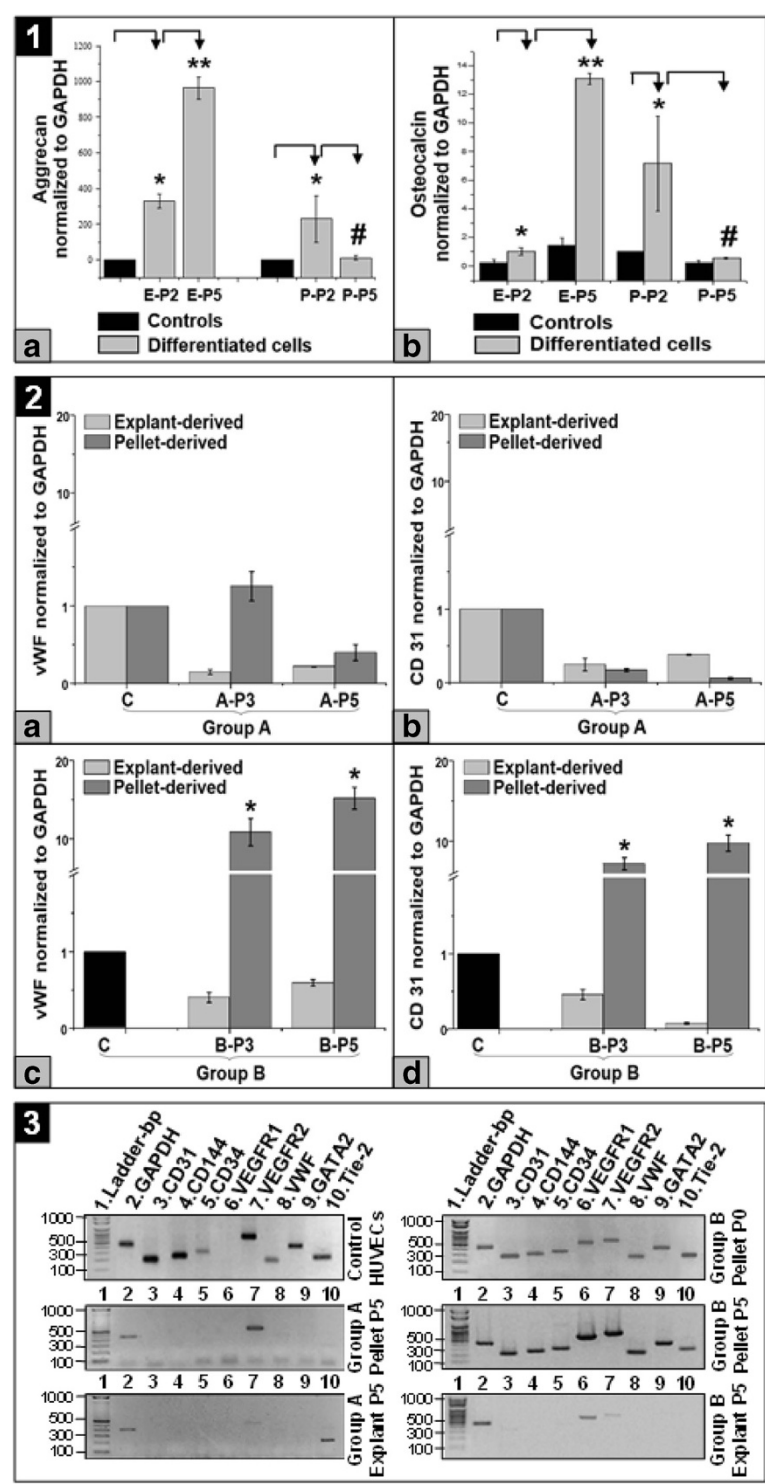 1
Aggrecan
normalized to GAPDH
1200
1000
800
600
400
200
0
*
**
*
#
E-P2 E-P5 P-P2 P-P5
Controls
Differentiated cells
a
Osteocalcin
normalized to GAPDH
14
12
10
8
6
4
2
0
*
**
*
#
E-P2 E-P5 P-P2 P-P5
Controls
Differentiated cells
b
2
vWF normalized to GAPDH
20
10
1
0
Explant-derived
Pellet-derived
C A-P3 A-P5
Group A
a
CD 31 normalized to GAPDH
20
10
1
0
Explant-derived
Pellet-derived
C A-P3 A-P5
Group A
b
vWF normalized to GAPDH
20
10
1
0
Explant-derived
Pellet-derived
*
*
C B-P3 B-P5
Group B
c
CD 31 normalized to GAPDH
20
10
1
0
Explant-derived
Pellet-derived
*
*
C B-P3 B-P5
Group B
d
3
1.Ladder-bp
2.GAPDH
3.CD31
4.CD144
5.CD34
6.VEGFR1
7.VEGFR2
8.VWF
9.GATA2
10.Tie-2
1000
500
300
100
Control
HUVECs
1 2 3 4 5 6 7 8 9 10
1000
500
300
100
Group A
Pellet P5
1 2 3 4 5 6 7 8 9 10
1000
500
300
100
Group A
Explant P5
1.Ladder-bp
2.GAPDH
3.CD31
4.CD144
5.CD34
6.VEGFR1
7.VEGFR2
8.VWF
9.GATA2
10.Tie-2
1000
500
300
100
Group B
Pellet P0
1 2 3 4 5 6 7 8 9 10
1000
500
300
100
Group B
Pellet P5
1 2 3 4 5 6 7 8 9 10
1000
500
300
100
Group B
Explant P5